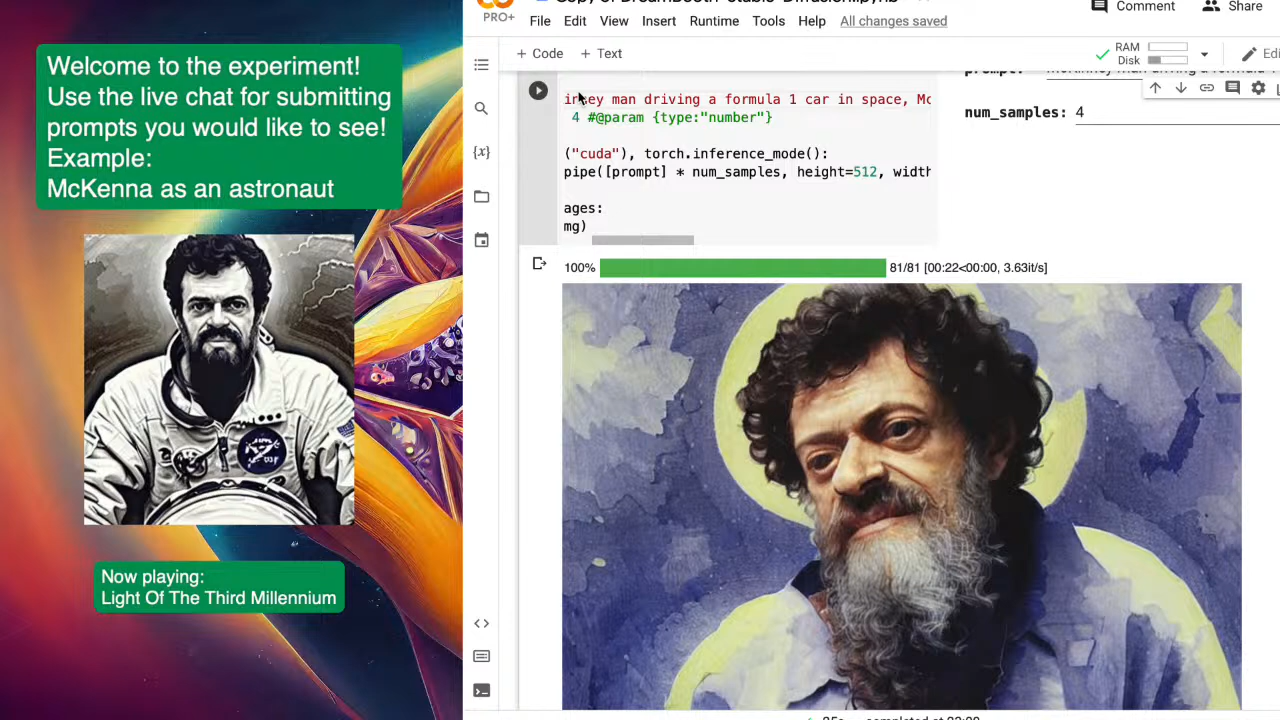 Welcome to the experiment!
Use the live chat for submitting
prompts you would like to see!
Example:
McKenna as an astronaut
Now playing:
Light Of The Third Millennium
PRO+
File Edit View Insert Runtime Tools Help All changes saved
Comment Share
+ Code + Text
RAM
Disk
man driving a formula 1 car in space,
4 #@param {type:"number"}
("cuda"), torch.inference_mode():
pipe([prompt] * num_samples, height=512, width
ages:
mg)
num_samples: 4
100% 81/81 [00:22<00:00, 3.63it/s]